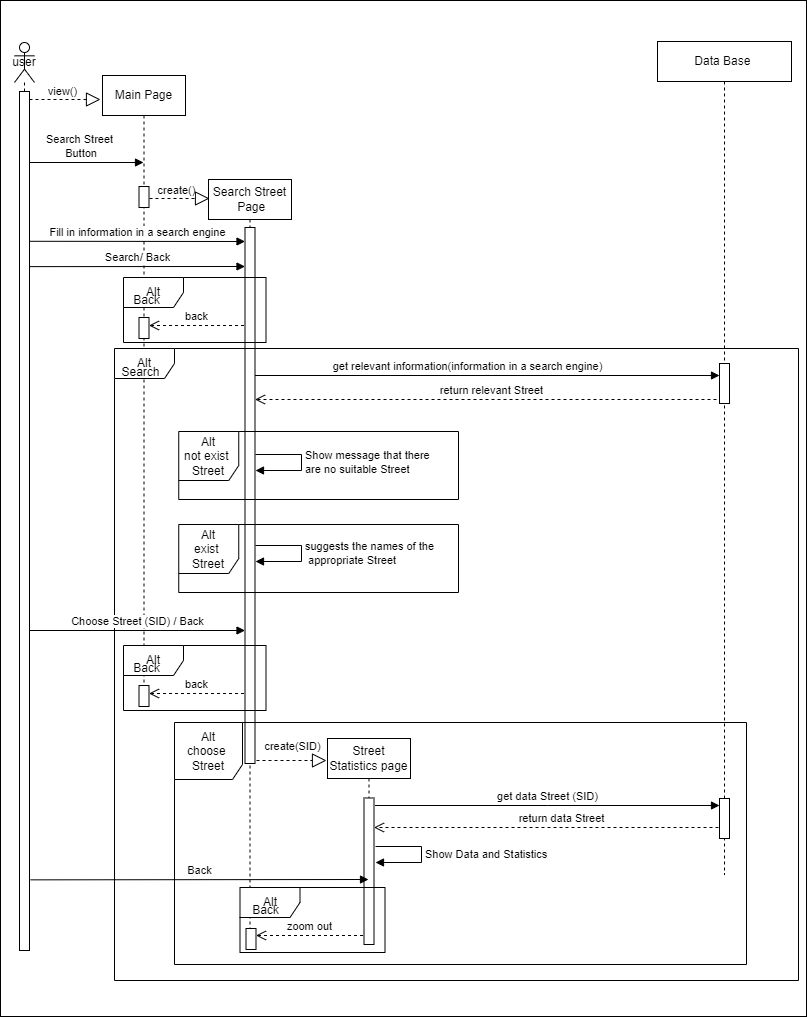 user
Data Base
view()
Main Page
Search Street
Button
create()
Search Street
Page
Fill in information in a search engine
Search/ Back
Alt
Back
back
Alt
Search
get relevant information(information in a search engine)
return relevant Street
Alt
not exist
Street
Show message that there
are no suitable Street
Alt
exist
Street
suggests the names of the
appropriate Street
Choose Street (SID) / Back
Alt
Back
back
Alt
choose
Street
create(SID)
Street
Statistics page
get data Street (SID)
return data Street
Show Data and Statistics
Back
Alt
Back
zoom out